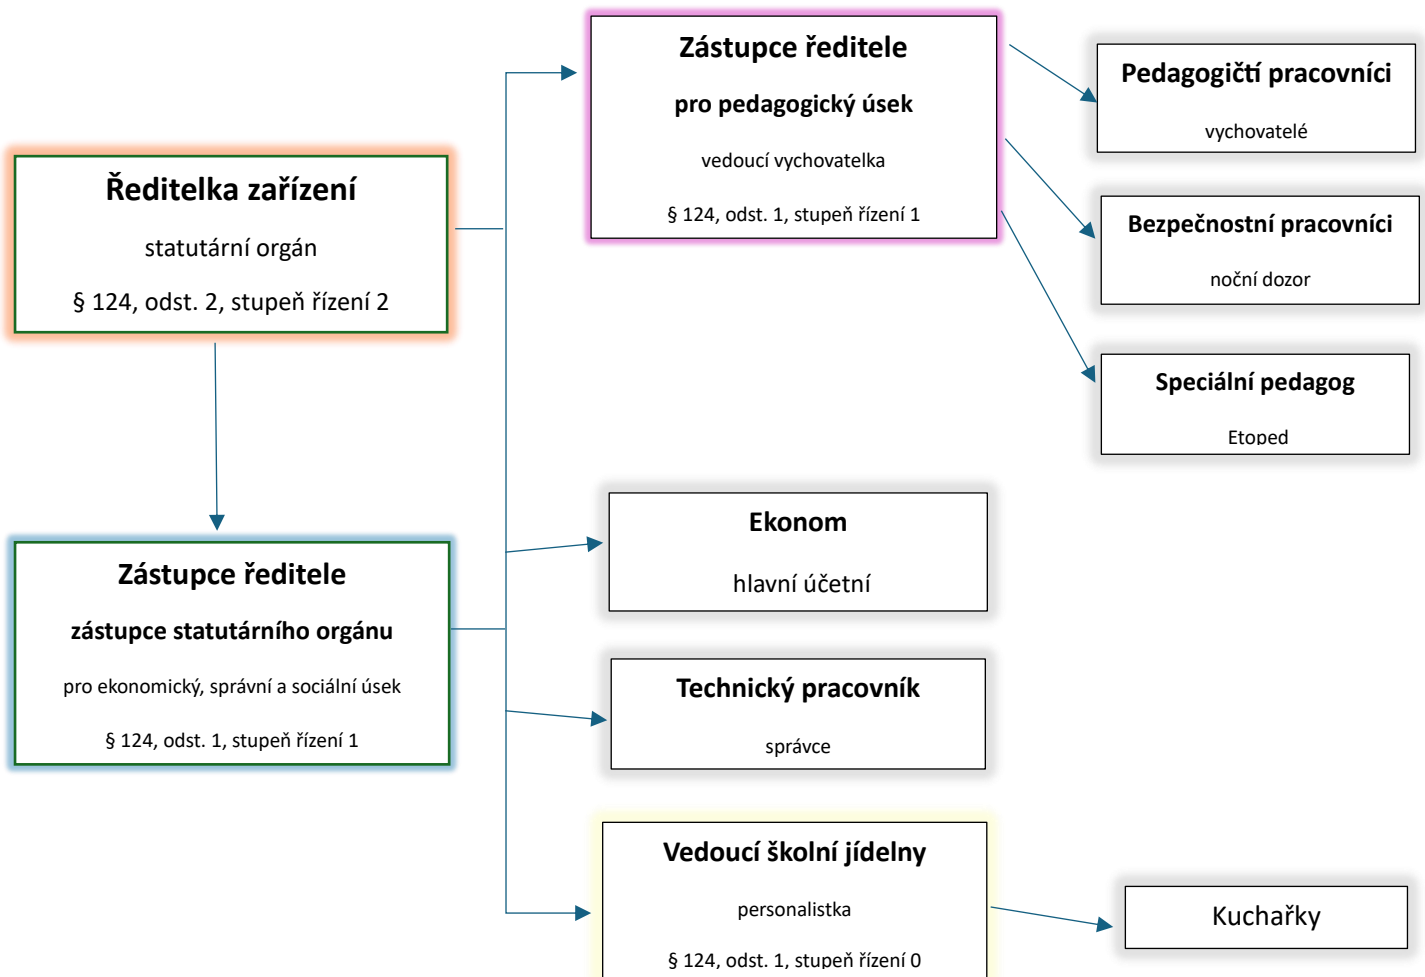 Ředitelka zařízení
statutární orgán
§ 124, odst. 2, stupeň řízení 2
Zástupce ředitele
zástupce statutárního orgánu
pro ekonomický, správní a sociální úsek
§ 124, odst. 1, stupeň řízení 1
Zástupce ředitele
pro pedagogický úsek
vedoucí vychovatelka
§ 124, odst. 1, stupeň řízení 1
Pedagogičtí pracovníci
vychovatelé
Bezpečnostní pracovníci
noční dozor
Speciální pedagog
Etoped
Ekonom
hlavní účetní
Technický pracovník
správce
Vedoucí školní jídelny
personalistka
§ 124, odst. 1, stupeň řízení 0
Kuchařky